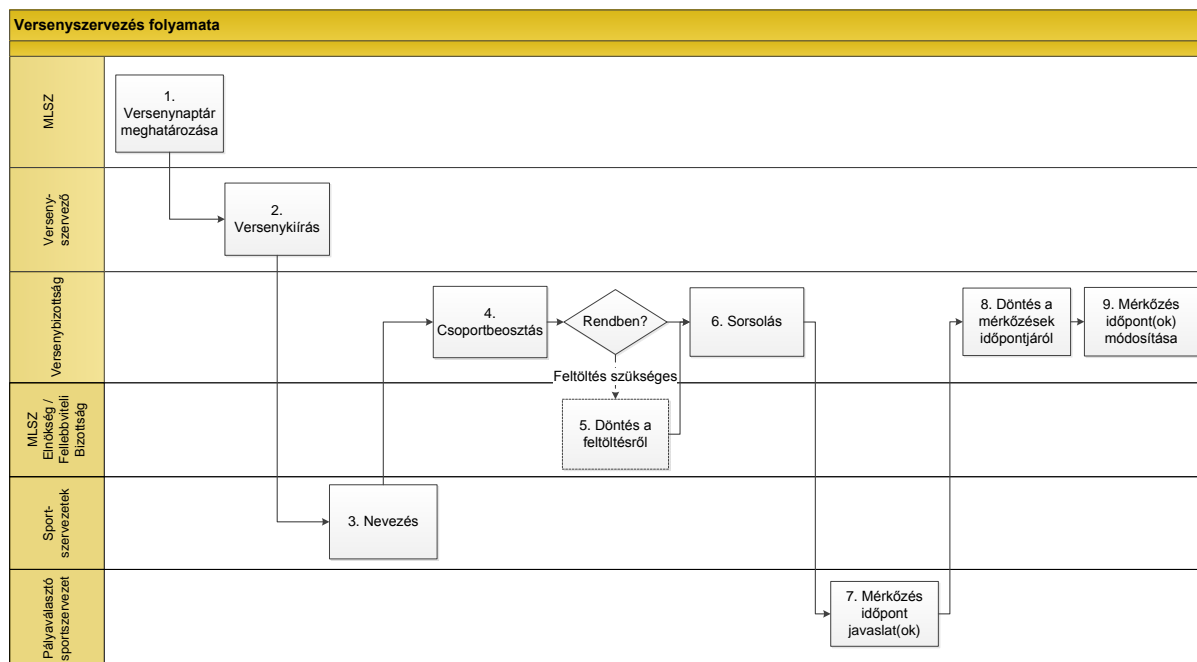 Versenyszervezés folyamata
MLSZ
1.
Versenynaptár
meghatározása
Verseny-
szervező
2.
Versenykiírás
Versenybizottság
4.
Csoportbeosztás
Rendben?
6. Sorsolás
8. Döntés a
mérkőzések
időpontjáról
9. Mérkőzés
időpont(ok)
módosítása
Feltöltés szükséges
MLSZ
Elnökség /
Fellebbviteli
Bizottság
5. Döntés a
feltöltésről
Sport-
szervezetek
3. Nevezés
Pályaválasztó
sportszervezet
7. Mérkőzés
időpont
javaslat(ok)